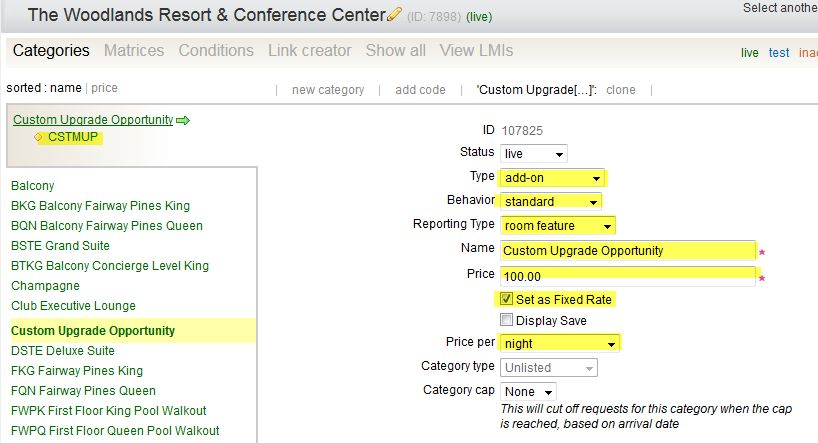 The Woodlands Resort & Conference Center (ID: 7898) (live)
Select anothe
Categories Matrices Conditions Link creator Show all View LMIs
live test inac
sorted : name | price
| new category | add code | 'Custom Upgrade[...]': clone |
Custom Upgrade Opportunity
CSTMUP
Balcony
BKG Balcony Fairway Pines King
BQN Balcony Fairway Pines Queen
BSTE Grand Suite
BTKG Balcony Concierge Level King
Champagne
Club Executive Lounge
Custom Upgrade Opportunity
DSTE Deluxe Suite
FKG Fairway Pines King
FQN Fairway Pines Queen
FWPK First Floor King Pool Walkout
FWPQ First Floor Queen Pool Walkout
ID 107825
Status live
Type add-on
Behavior standard
Reporting Type room feature
Name Custom Upgrade Opportunity *
Price 100.00 *
Set as Fixed Rate
Display Save
Price per night
Category type Unlisted
Category cap None
This will cut off requests for this category when the cap
is reached, based on arrival date